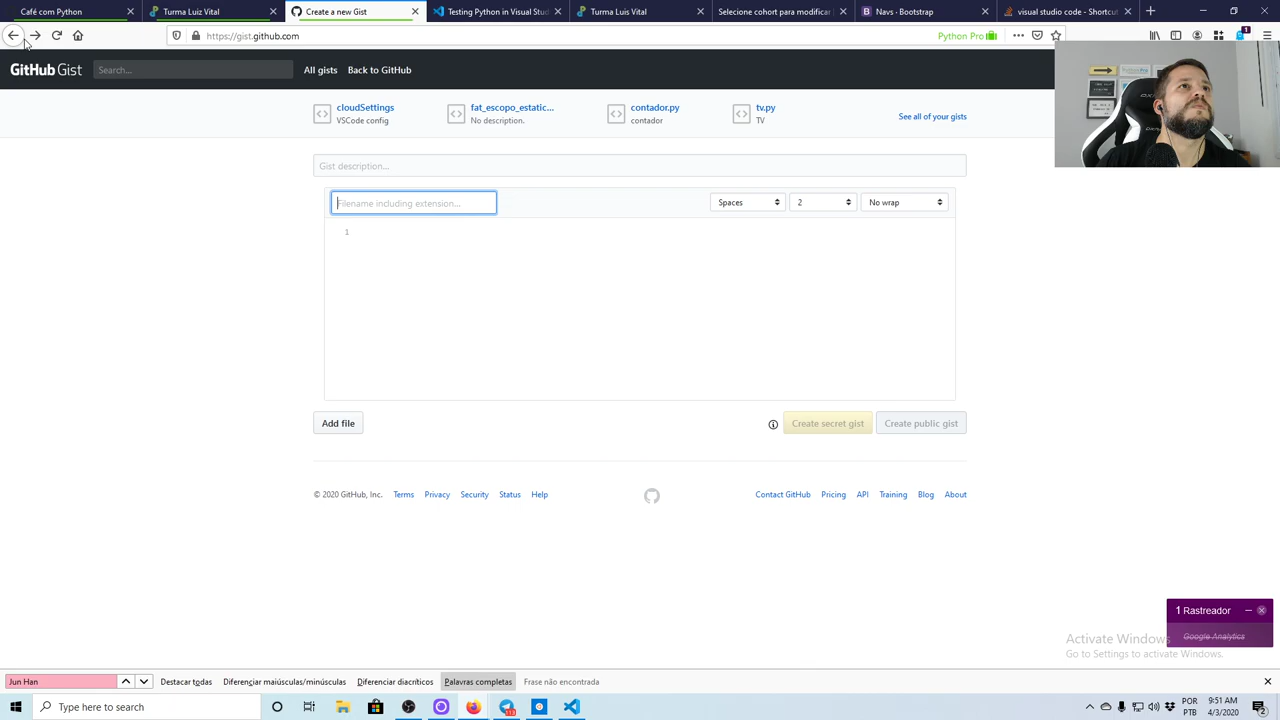 Café com Python
Turma Luiz Vital
Create a new Gist
Testing Python in Visual Stud
Turma Luis Vital
Support para identificar
Navs · Bootstrap
visual studio code - Shortcut
https://gist.github.com
Python Pro
1
GitHub Gist
Search...
All gists
Back to GitHub
cloudSettings
VSCode config
fat_escopo_estatic...
No description.
contador.py
contador
tv.py
TV
See all of your gists
Gist description...
Filename including extension...
Spaces
2
No wrap
1
Add file
Create secret gist
Create public gist
© 2020 GitHub, Inc.
Terms
Privacy
Security
Status
Help
Contact GitHub
Pricing
API
Training
Blog
About
1 Rastreador
Google Analytics
Activate Windows
Go to Settings to activate Windows.
Jun Han
Destacar todas
Diferenciar maiúsculas/minúsculas
Diferenciar diacríticos
Palavras completas
Frase não encontrada
Type here to search
POR
PTB
9:51 AM
4/3/2020
2